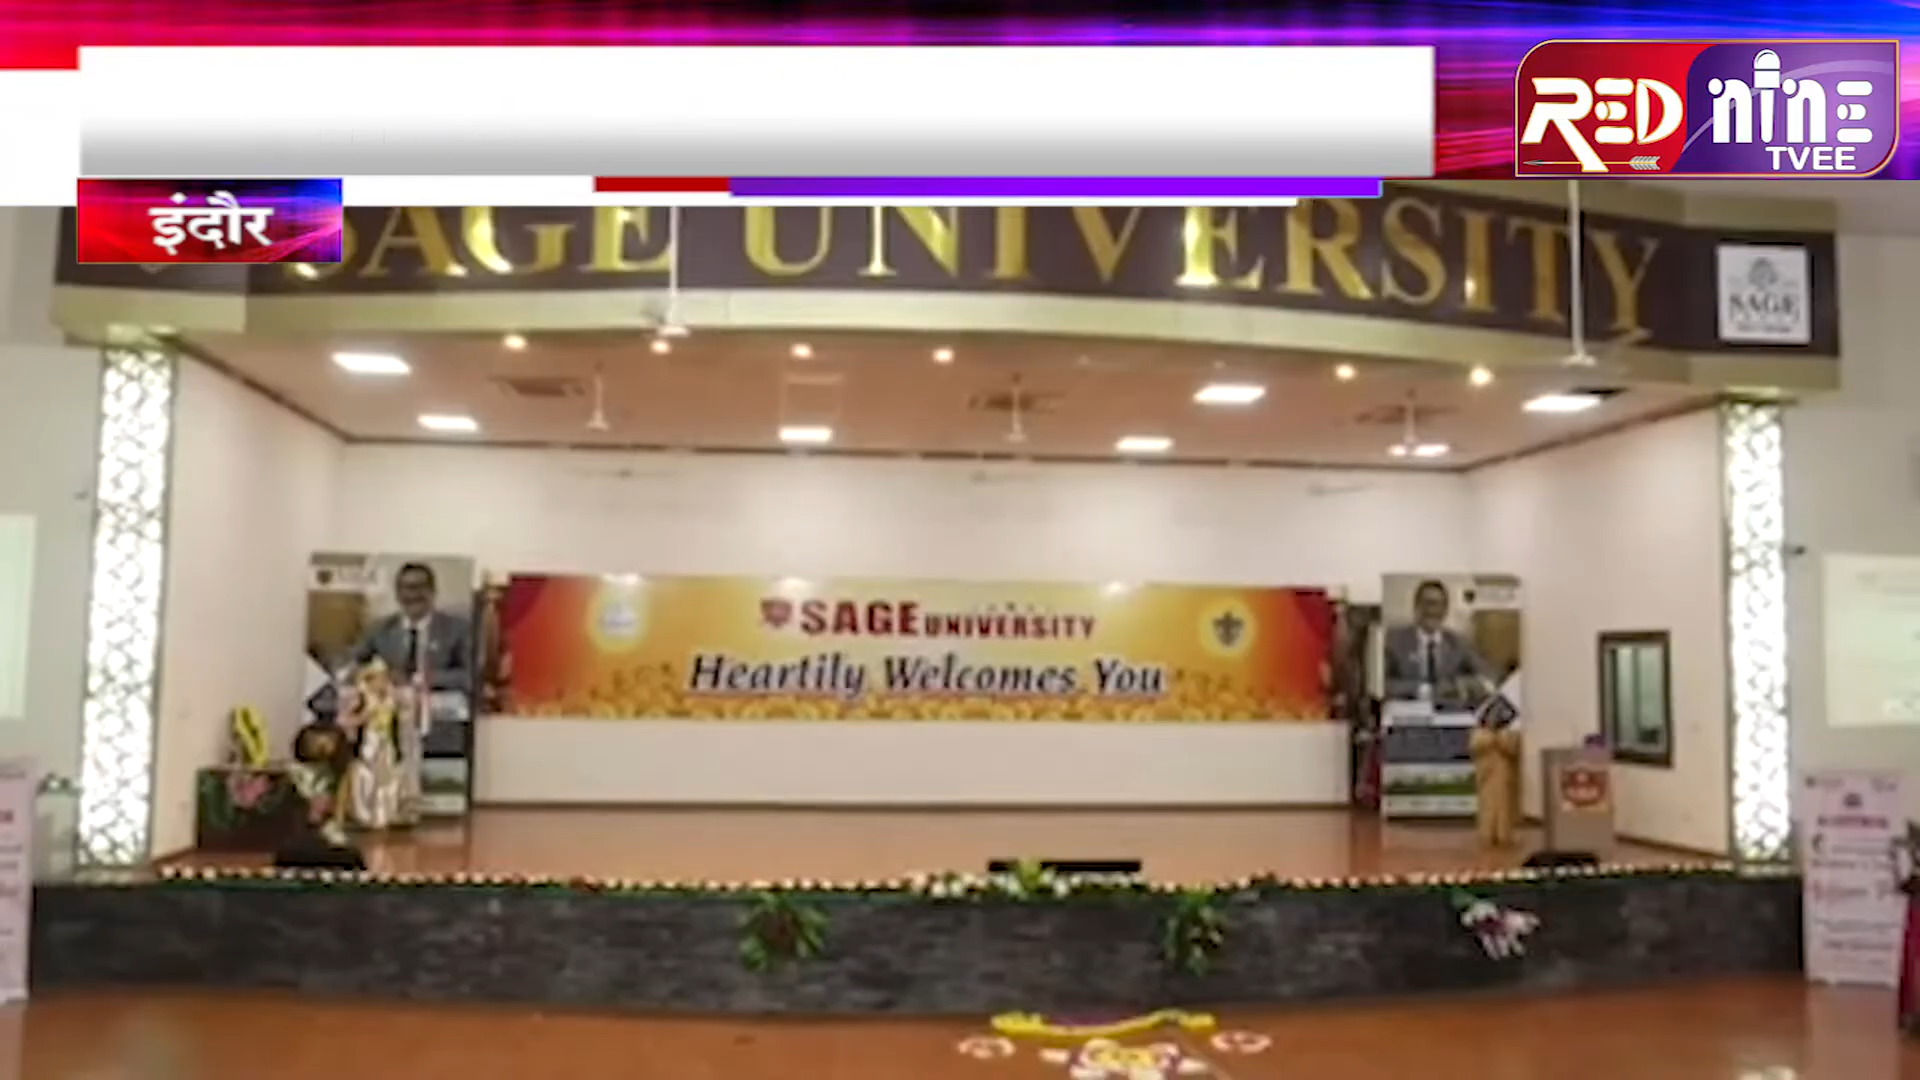 RED NINE
TVEE
इंदौर
SAGE UNIVERSITY
SAGE
SAGE UNIVERSITY
Heartily Welcomes You